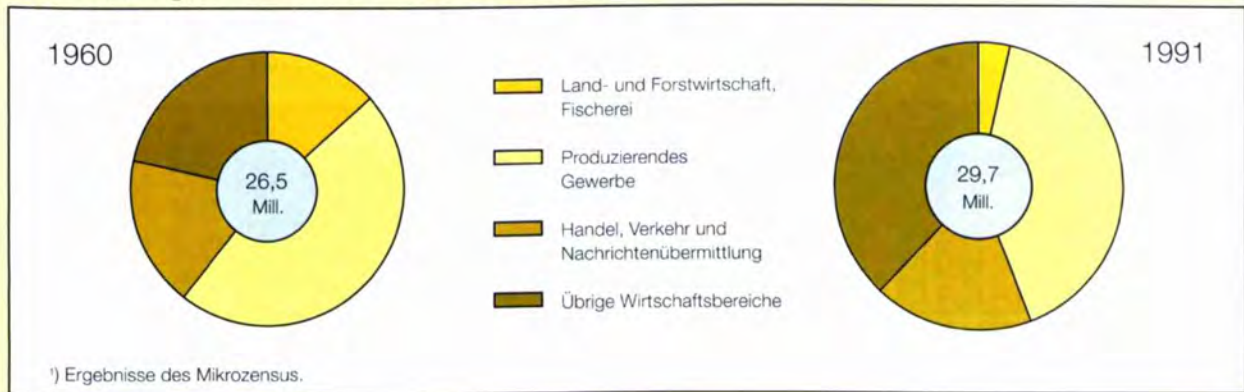 1960
26,5
Mill.
Land- und Forstwirtschaft,
Fischerei
Produzierendes
Gewerbe
Handel, Verkehr und
Nachrichtenübermittlung
Übrige Wirtschaftsbereiche
1991
29,7
Mill.
¹) Ergebnisse des Mikrozensus.